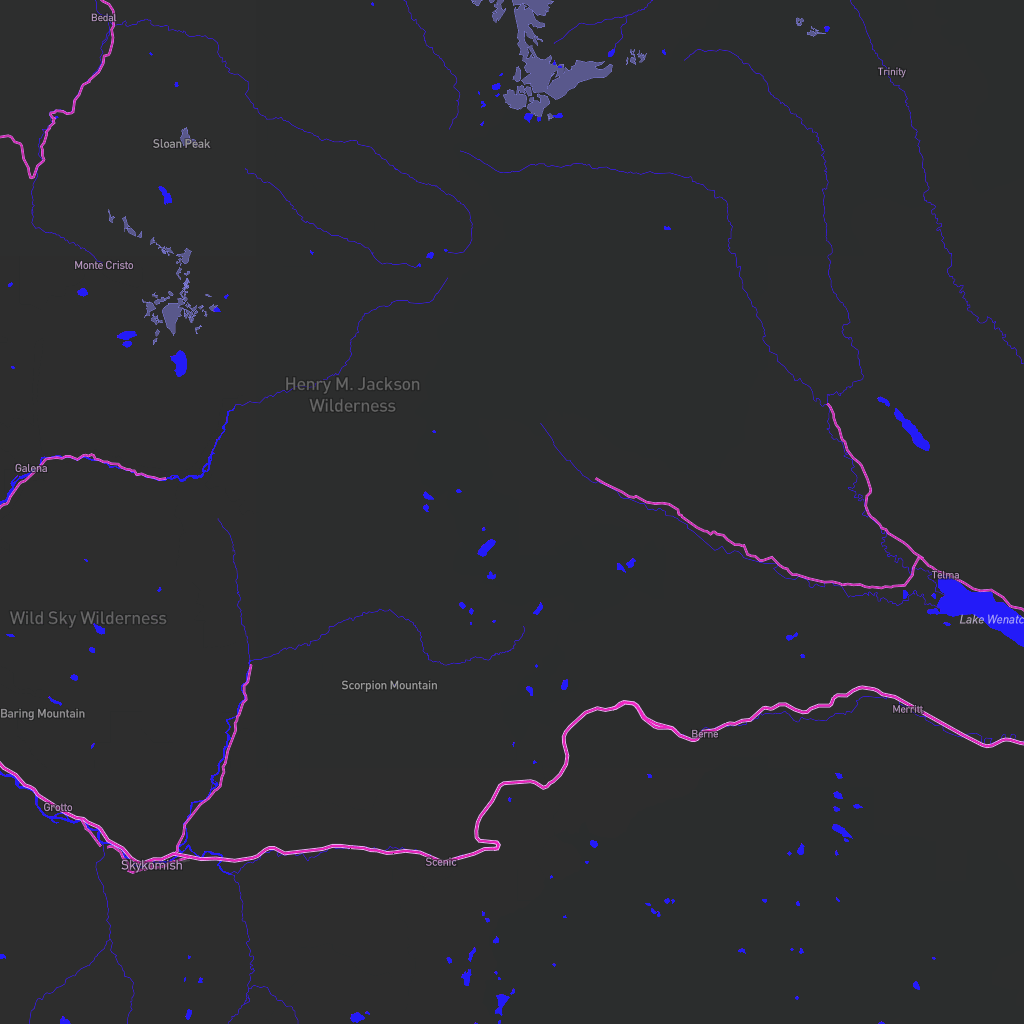 Bedal
Trinity
Sloan Peak
Monte Cristo
Henry M. Jackson
Wilderness
Galena
Telma
Wild Sky Wilderness
Lake Wenatc
Scorpion Mountain
Baring Mountain
Merritt
Berne
Grotto
Skykomish
Scenic